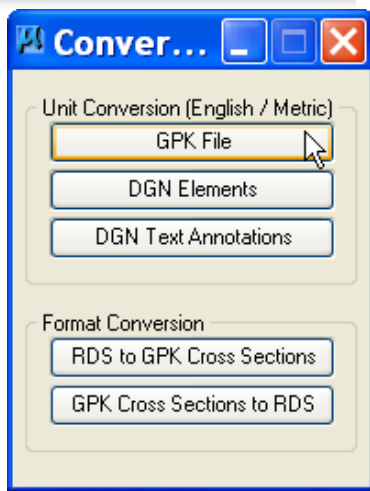 Conver...
Unit Conversion (English / Metric)
GPK File
DGN Elements
DGN Text Annotations
Format Conversion
RDS to GPK Cross Sections
GPK Cross Sections to RDS